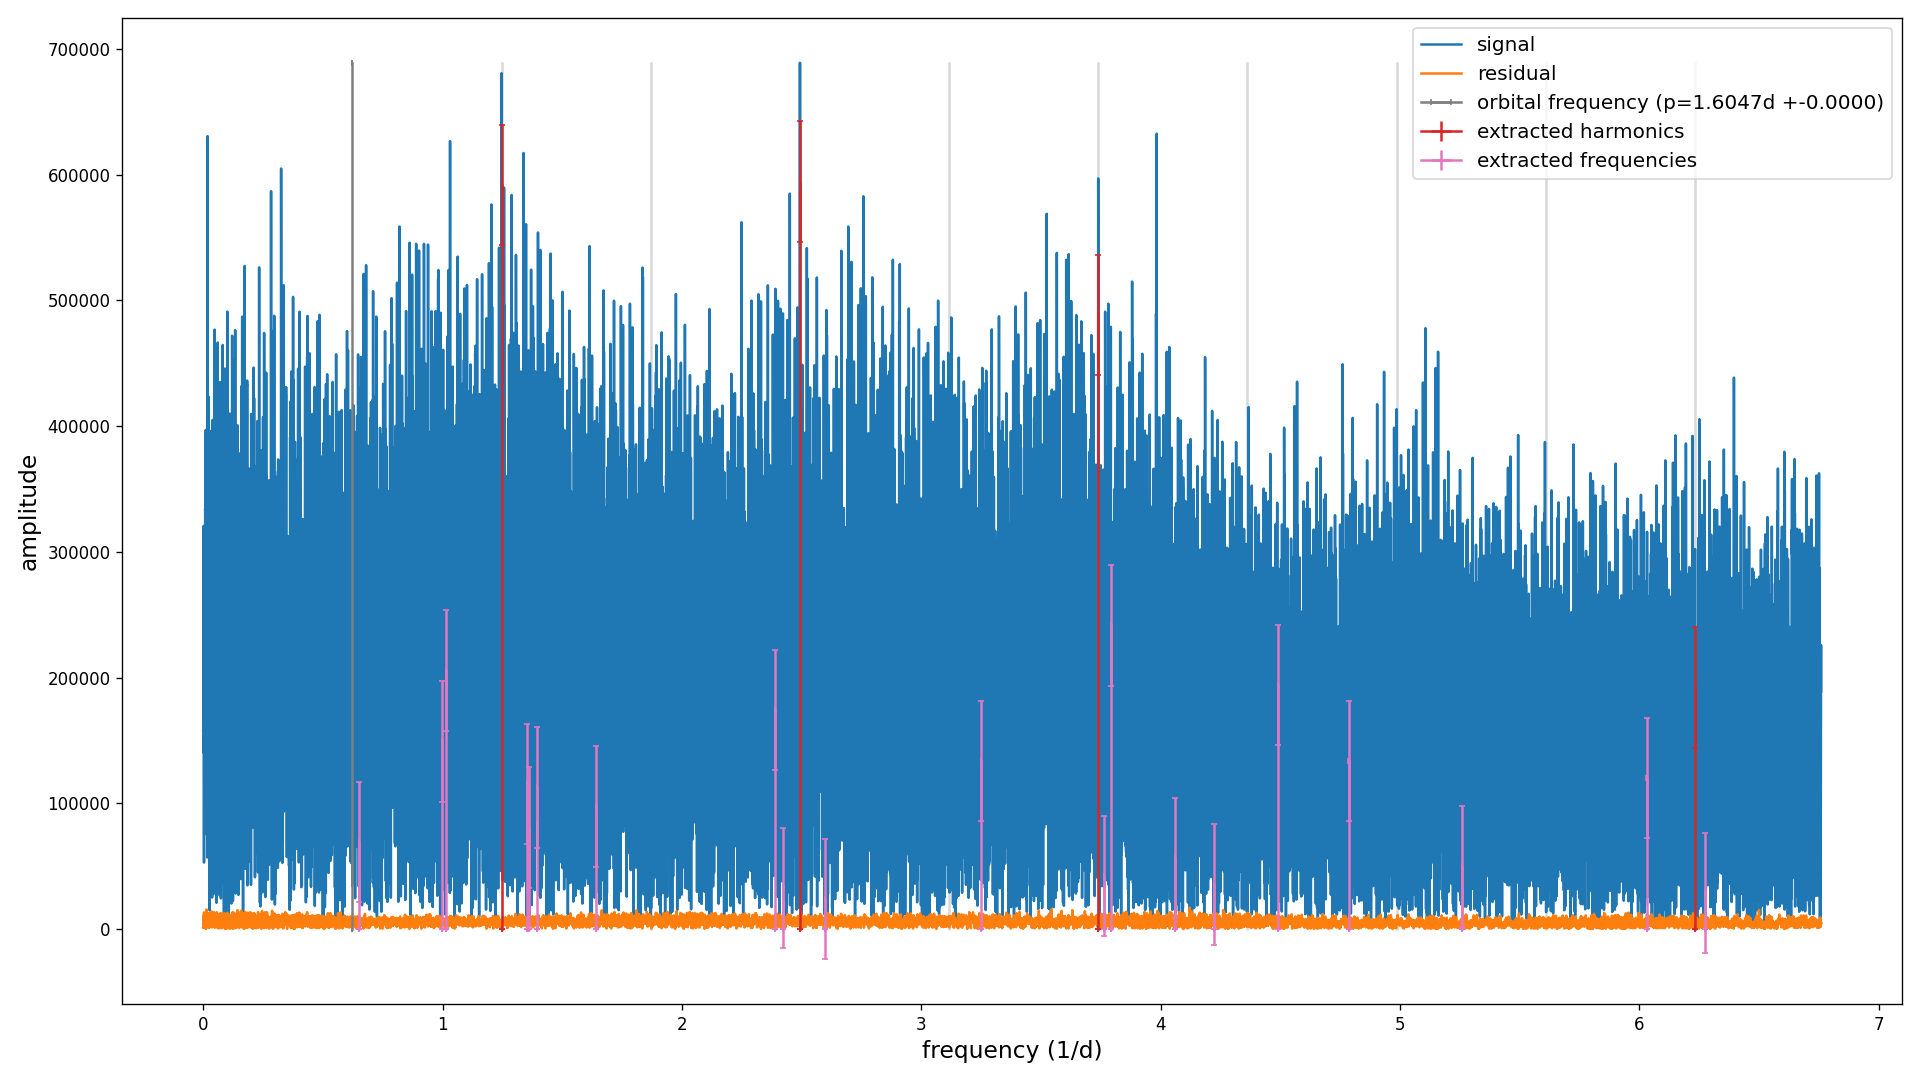 signal
residual
orbital frequency (p=1.6047d +-0.0000)
extracted harmonics
extracted frequencies
amplitude
700000
600000
500000
400000
300000
200000
100000
0
0 1 2 3 4 5 6 7
frequency (1/d)